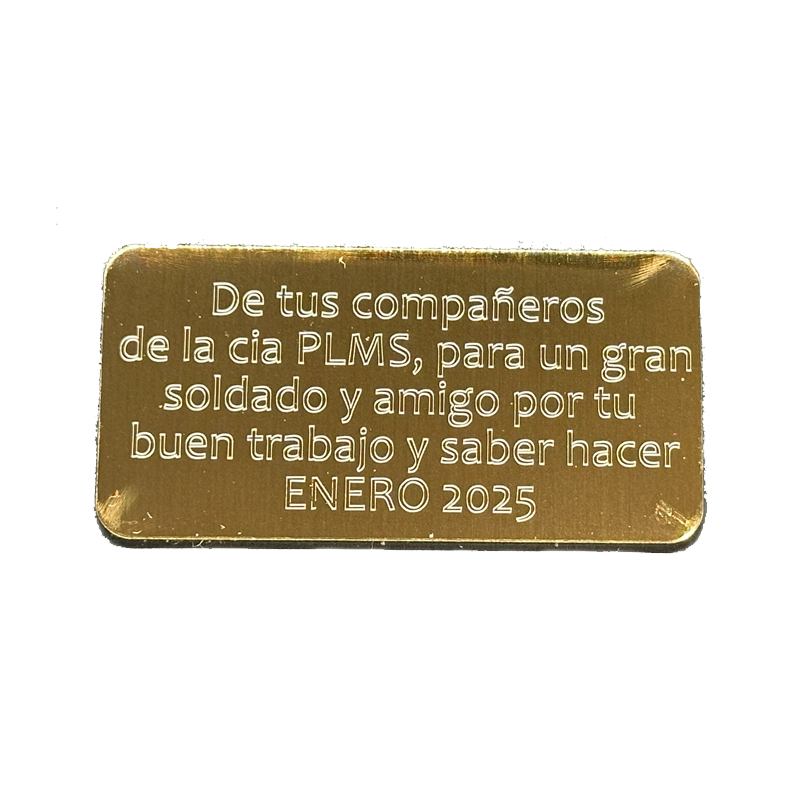 De tus compañeros
de la cia PLMS, para un gran
soldado y amigo por tu
buen trabajo y saber hacer
ENERO 2025